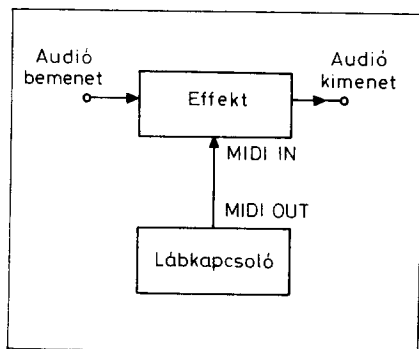 Audió
bemenet
Effekt
Audió
kimenet
MIDI IN
MIDI OUT
Lábkapcsoló